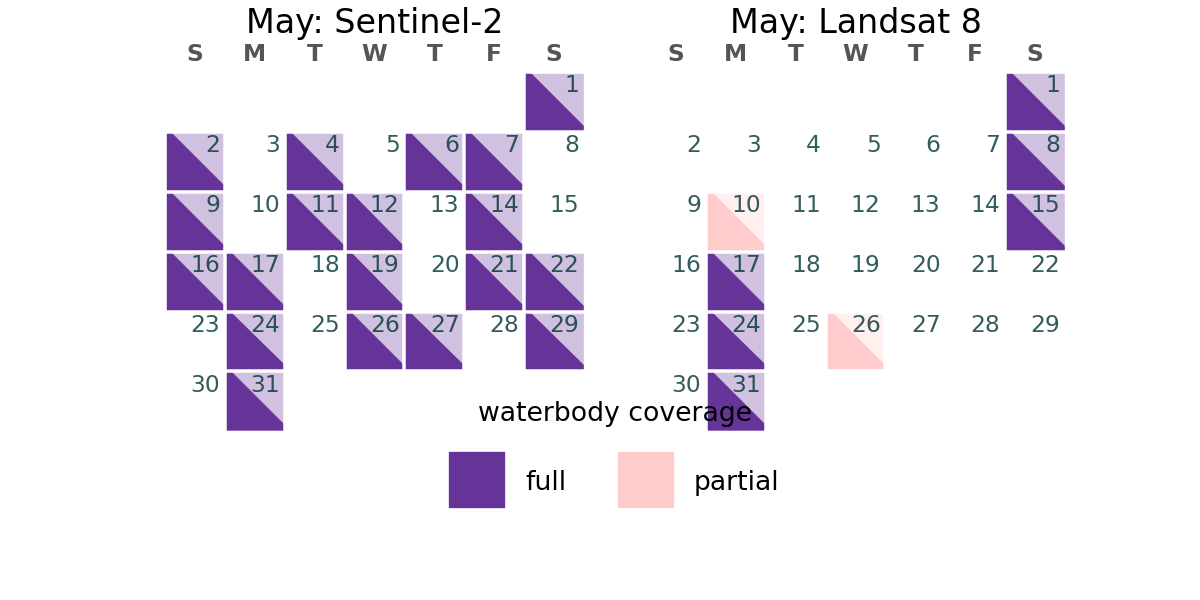 May: Sentinel-2
S M T W T F S
1
2 3 4 5 6 7 8
9 10 11 12 13 14 15
16 17 18 19 20 21 22
23 24 25 26 27 28 29
30 31
May: Landsat 8
S M T W T F S
1
2 3 4 5 6 7 8
9 10 11 12 13 14 15
16 17 18 19 20 21 22
23 24 25 26 27 28 29
30 31
waterbody coverage
full partial